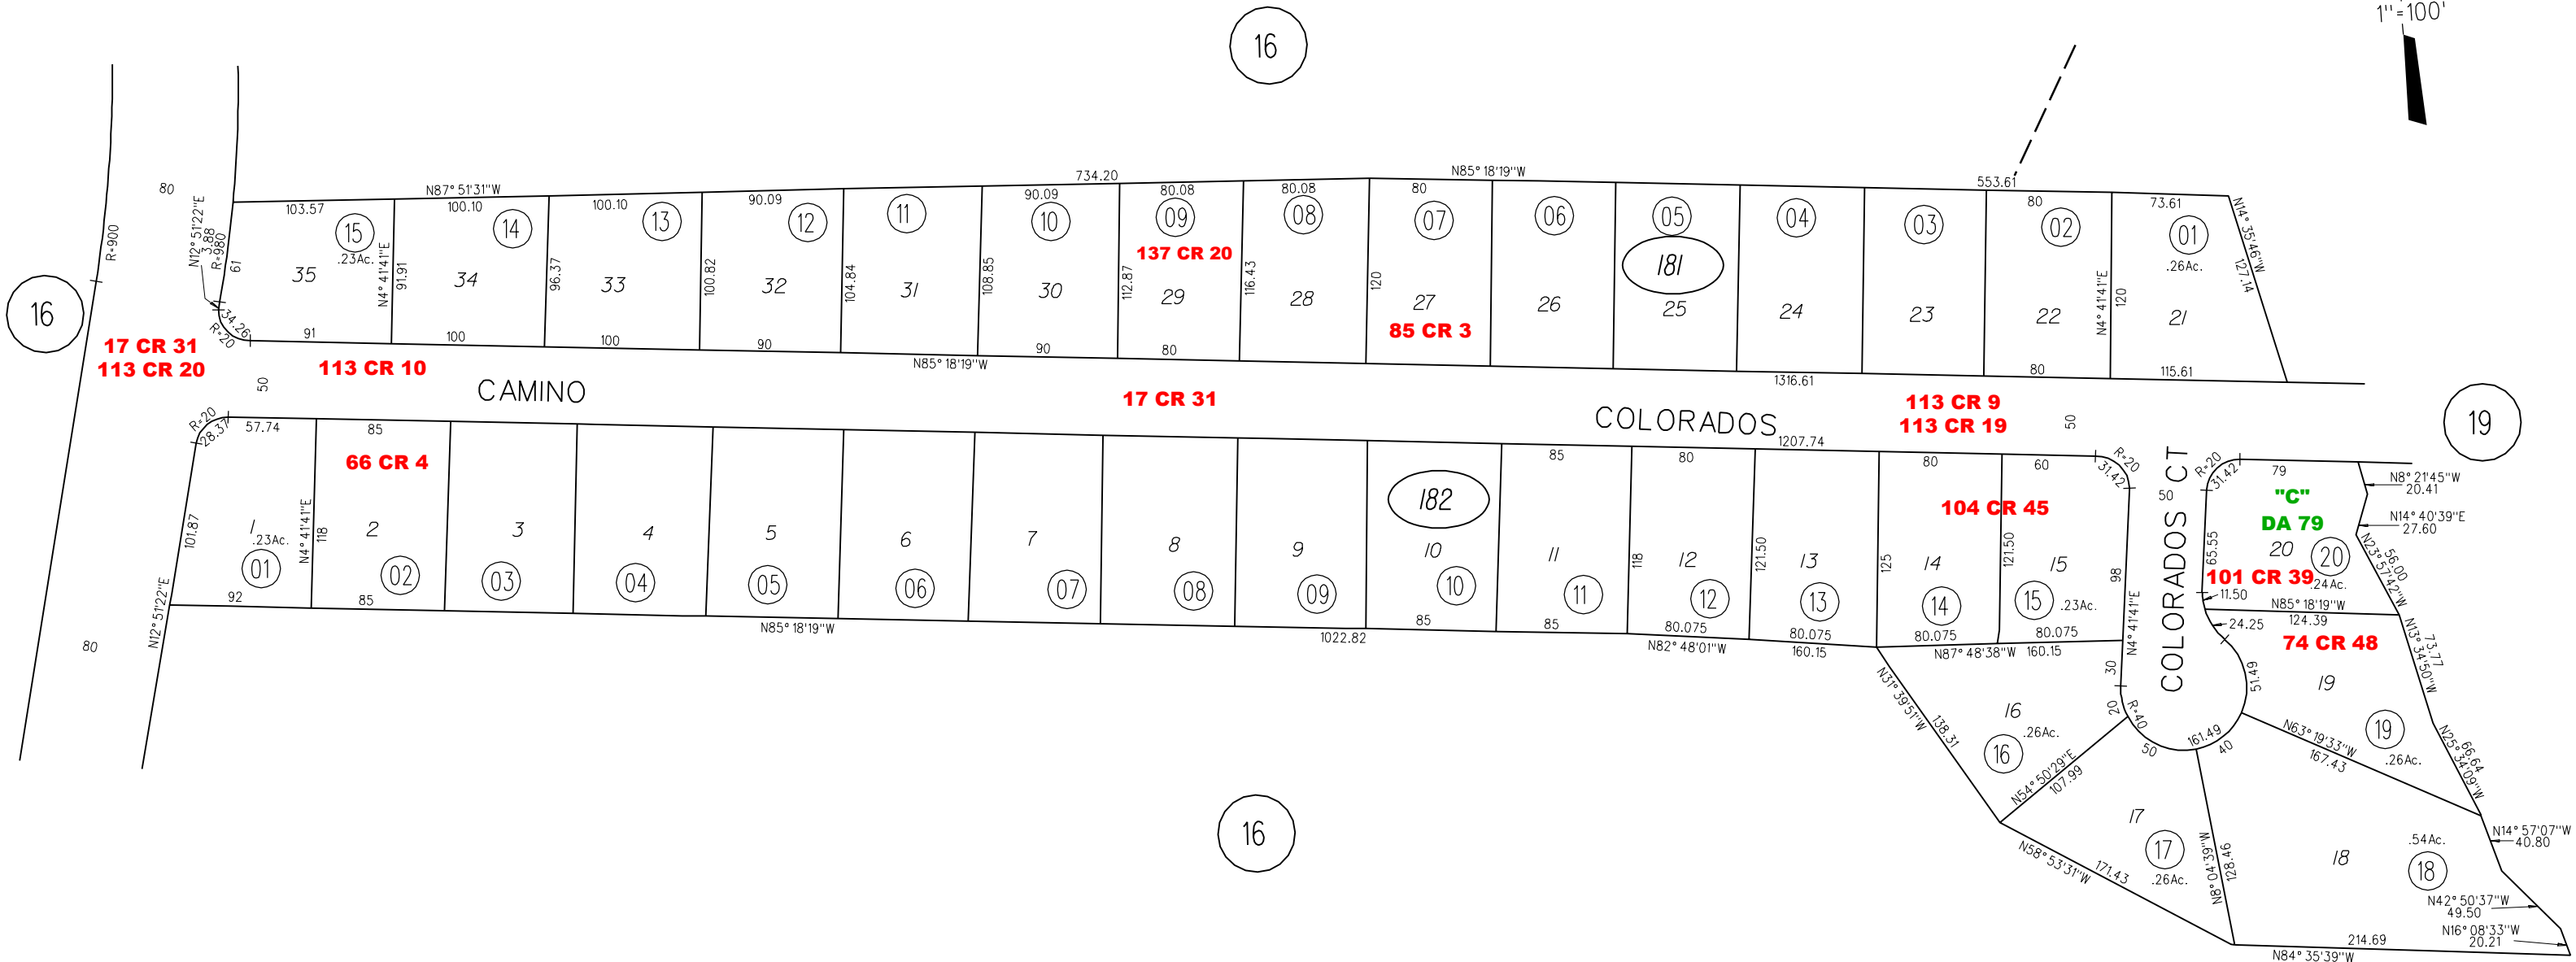 1"=100'
16
N87°51'31"W
734.20
N85°18'19"W
553.61
80
R=900
N12°51'22"E
3.88
R=980
61
34.26
R=20
103.57
15
.23Ac.
35
N4°41'41"E
91.91
91
100.10
14
34
96.37
100
100.10
13
33
100.82
100
90.09
12
32
104.84
90
11
31
108.85
90.09
10
30
112.87
90
80.08
09
137 CR 20
29
116.43
80
80.08
08
28
120
80
07
27
85 CR 3
06
26
05
181
25
04
24
03
23
80
02
22
N4°41'41"E
120
80
73.61
01
.26Ac.
21
115.61
N14°35'46"W
127.14
16
17 CR 31
113 CR 20
113 CR 10
50
CAMINO
N85°18'19"W
17 CR 31
1316.61
COLORADOS
113 CR 9
113 CR 19
50
1207.74
19
R=20
28.37
57.74
101.87
1
.23Ac.
01
92
N4°41'41"E
118
85
66 CR 4
2
02
85
3
03
4
04
5
05
6
06
7
07
8
08
9
09
182
10
10
85
85
11
11
85
118
80
12
12
80.075
121.50
13
13
80.075
125
80
104 CR 45
14
14
80.075
121.50
60
15
15
.23Ac.
80.075
R=20
31.42
98
N4°41'41"E
30
50
COLORADOS CT
R=20
31.42
79
"C"
DA 79
20
20
.24Ac.
65.55
101 CR 39
11.50
N8°21'45"W
20.41
N14°40'39"E
27.60
56.00
N23°57'42"W
N85°18'19"W
124.39
24.25
74 CR 48
N13°34'50"W
73.77
51.49
19
19
.26Ac.
N63°19'33"W
167.43
66.64
N25°34'09"W
N12°51'22"E
80
N85°18'19"W
1022.82
N82°48'01"W
160.15
N87°48'38"W
160.15
N31°39'51"W
138.31
16
.26Ac.
16
20
R=40
50
161.49
40
N54°50'29"E
107.99
17
17
.26Ac.
N58°53'31"W
171.43
N8°04'39"W
128.46
18
.54Ac.
18
N14°57'07"W
40.80
N42°50'37"W
49.50
N16°08'33"W
20.21
214.69
N84°35'39"W
16